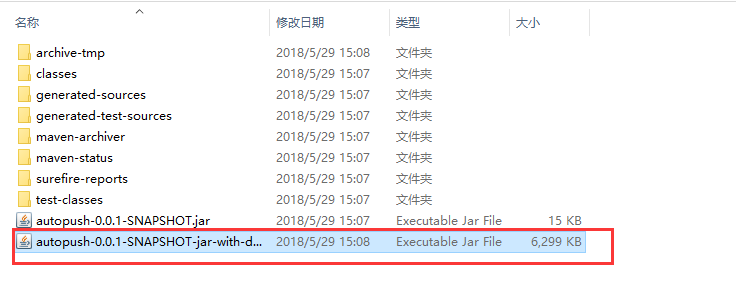 名称 修改日期 类型 大小
archive-tmp 2018/5/29 15:08 文件夹
classes 2018/5/29 15:07 文件夹
generated-sources 2018/5/29 15:07 文件夹
generated-test-sources 2018/5/29 15:07 文件夹
maven-archiver 2018/5/29 15:07 文件夹
maven-status 2018/5/29 15:07 文件夹
surefire-reports 2018/5/29 15:07 文件夹
test-classes 2018/5/29 15:07 文件夹
autopush-0.0.1-SNAPSHOT.jar 2018/5/29 15:07 Executable Jar File 15 KB
autopush-0.0.1-SNAPSHOT-jar-with-d... 2018/5/29 15:08 Executable Jar File 6,299 KB